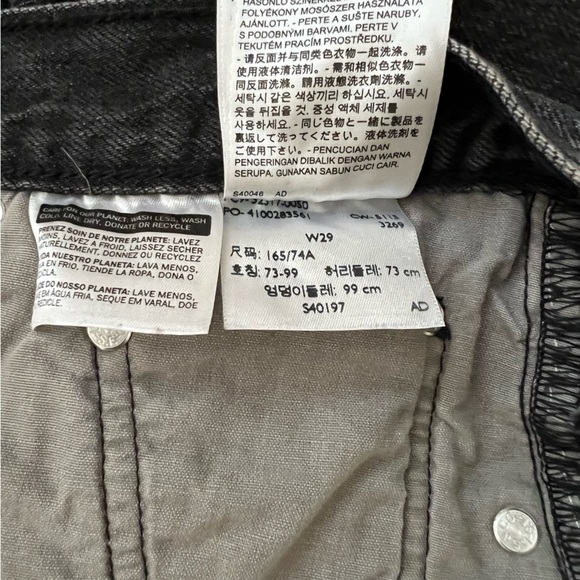 HASONLÓ
FOLYÉKONY MOSÓSZER HASZNÁLATA
AJÁNLOTT. - PERTE A SUŠTE NARUBY,
S PODOBNÝMI BARVAMI. PERTE V
TEKUTÉM PRACÍM PROSTŘEDKU.
- 请反面并与同类色衣物一起洗涤。请
使用液体清洁剂。- 需和相似色衣物一
同反面洗滌。請用液態洗衣劑洗滌。-
세탁시 같은 색상끼리 하십시요. 세탁시
옷을 뒤집을 것. 중성 액체 세제를
사용하세요. - 同じ色衣物と一緒に製品を
裏返して洗ってください。液体洗剤をご
使用ください。- PENCUCIAN DAN
PENGERINGAN DIBALIK DENGAN WARNA
SERUPA. GUNAKAN SABUN CUCI CAIR.
S40046 AD
CARE FOR OUR PLANET: WASH LESS, WASH
COLD, LINE DRY, DONATE OR RECYCLE
PRENEZ SOIN DE NOTRE PLANETE: LAVEZ
MOINS, LAVEZ A FROID, LAISSEZ SECHER
NATURELLEMENT, DONNEZ OU RECYCLEZ
DA NUESTRO PLANETA: LAVA MENOS,
EN FRIO, TIENDE LA ROPA, DONA O
DE DO NOSSO PLANETA: LAVE MENOS,
EM ÁGUA FRIA, SEQUE EM VARAL, DOE
RECICLE.
PO- 4100283561
3269
W29
尺码: 165/74A
호칭: 73-99 허리둘레: 73 cm
엉덩이둘레: 99 cm
S40197 AD